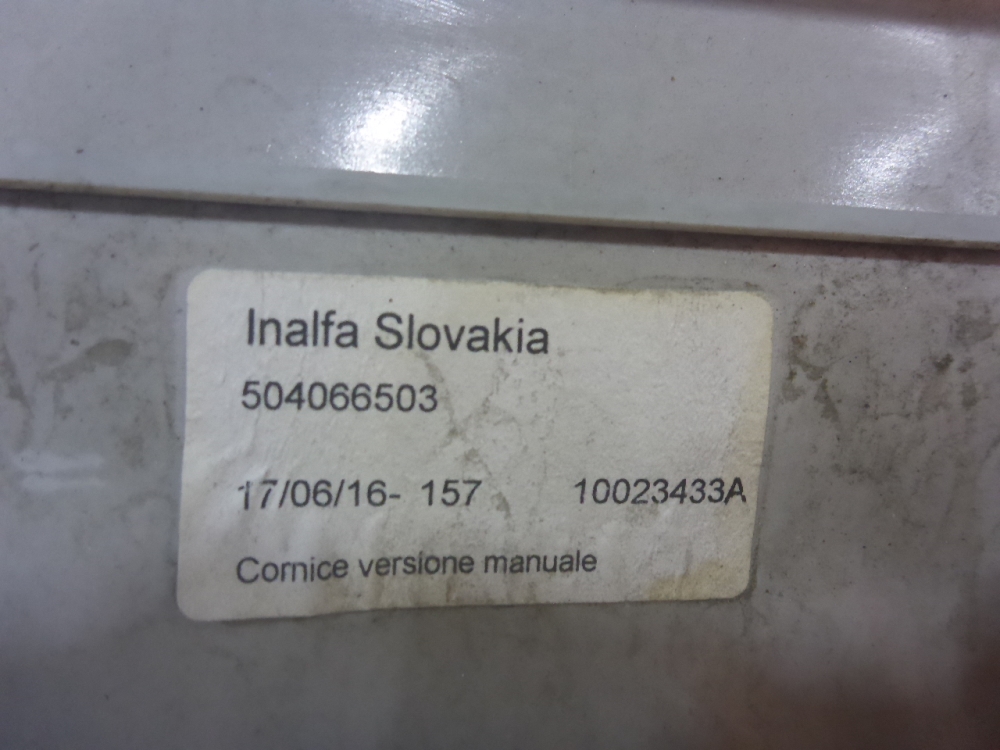 Inalfa Slovakia
504066503
17/06/16- 157 10023433A
Cornice versione manuale